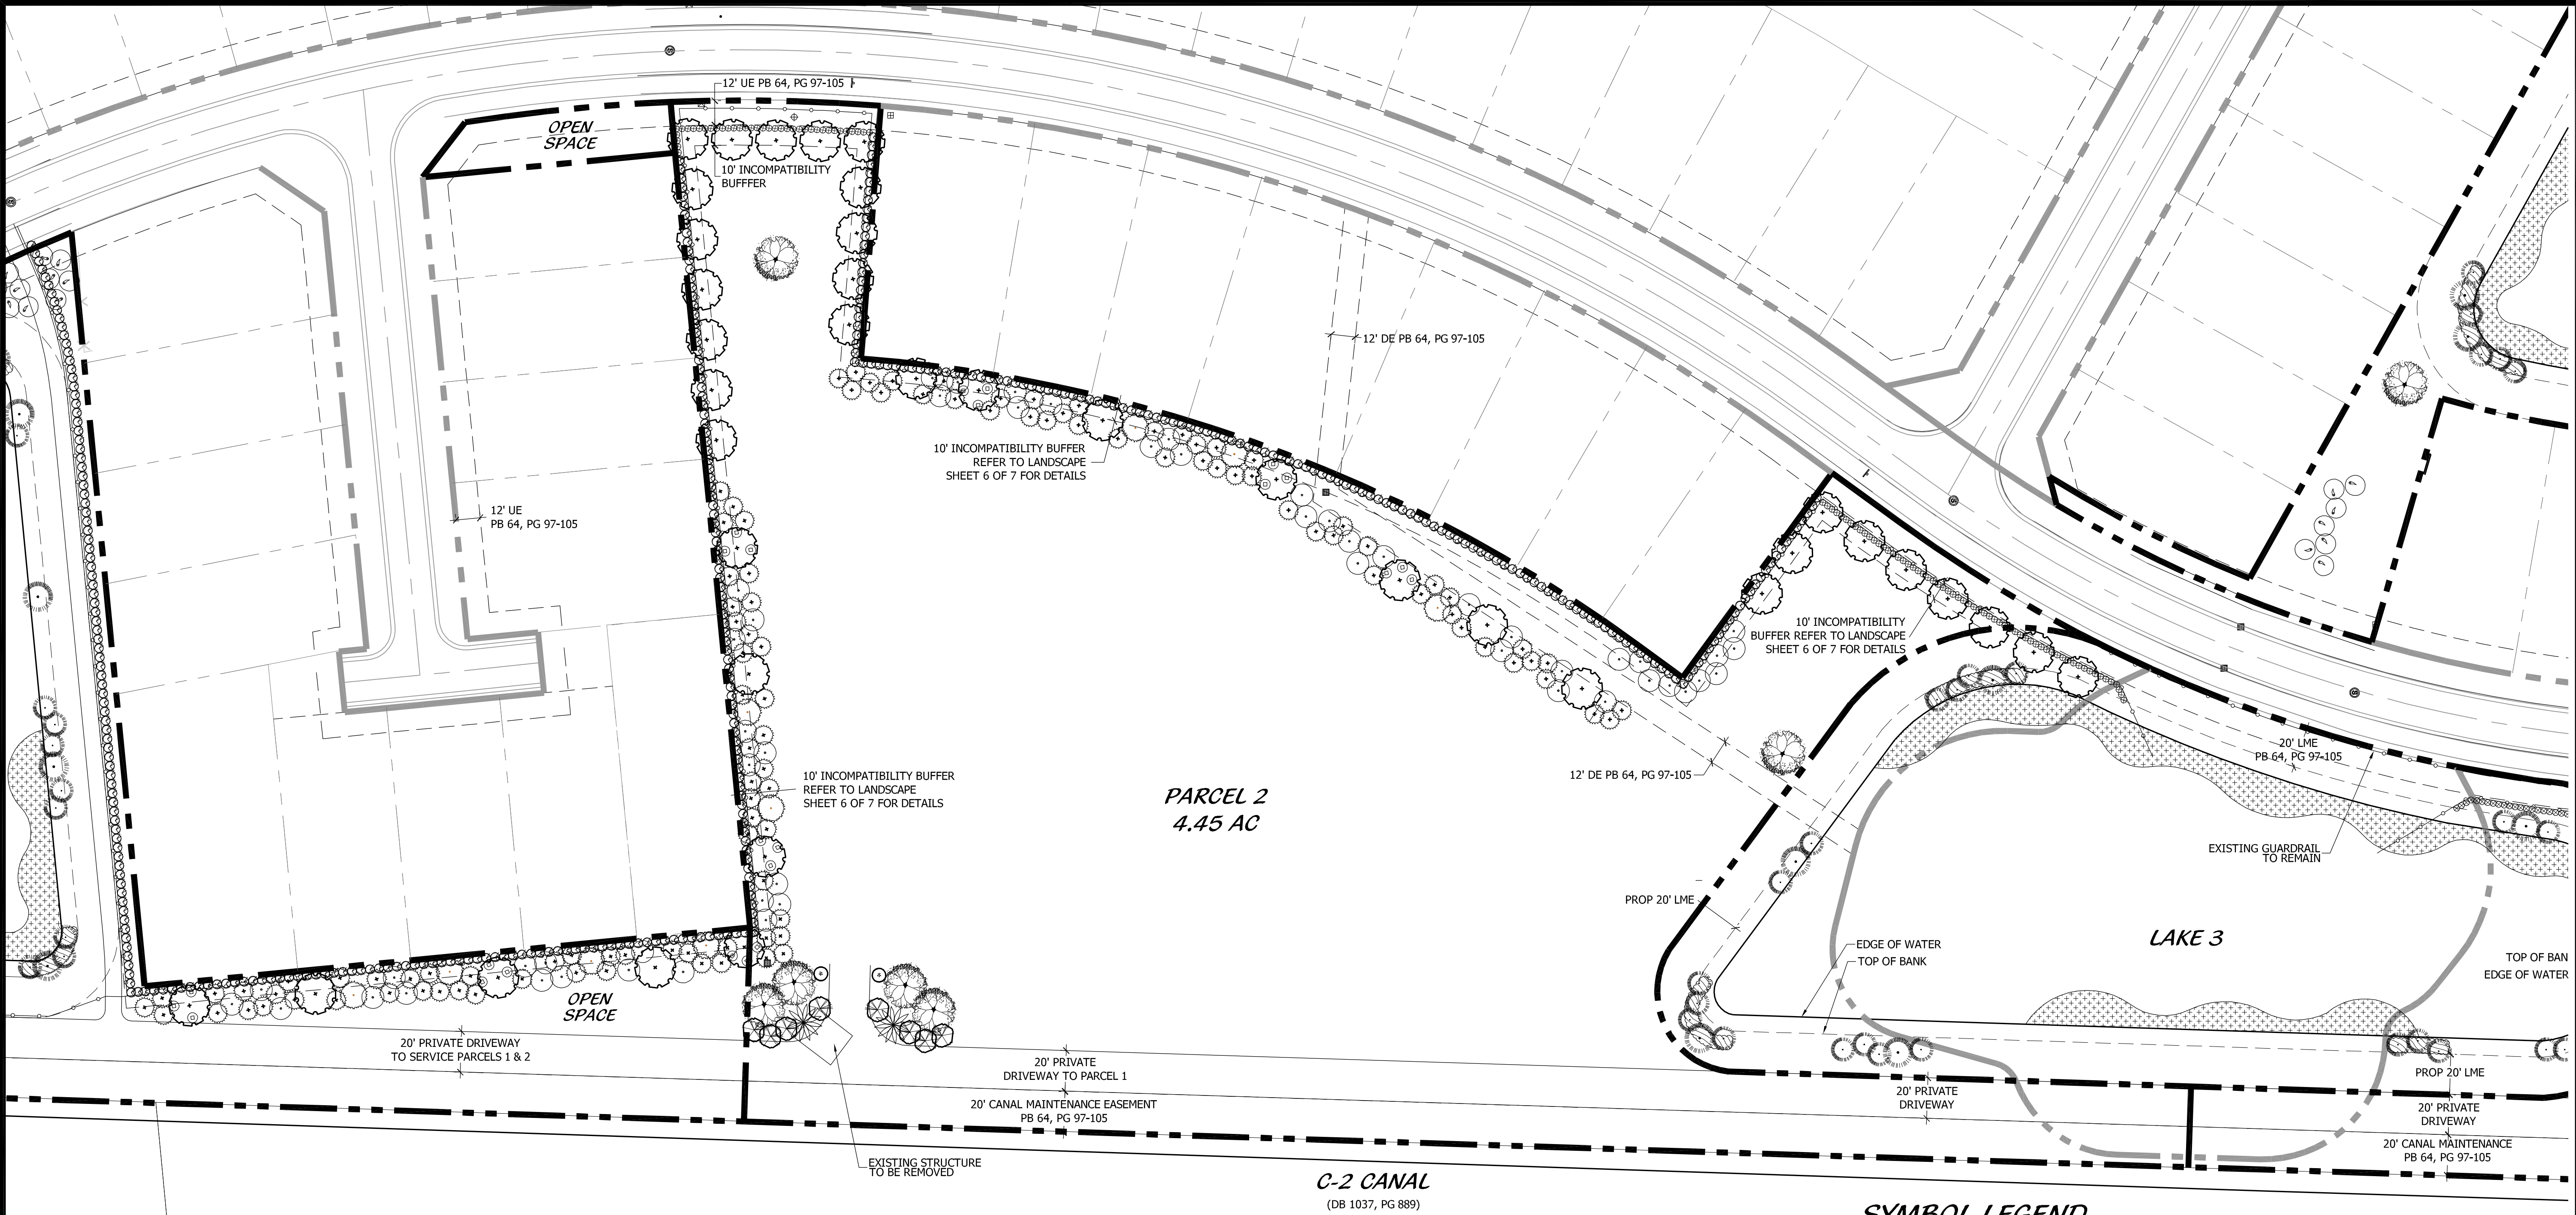 12' UE PB 64, PG 97-105
OPEN
SPACE
10' INCOMPATIBILITY
BUFFFER
12' DE PB 64, PG 97-105
10' INCOMPATIBILITY BUFFER
REFER TO LANDSCAPE
SHEET 6 OF 7 FOR DETAILS
12' UE
PB 64, PG 97-105
10' INCOMPATIBILITY
BUFFER REFER TO LANDSCAPE
SHEET 6 OF 7 FOR DETAILS
20' LME
PB 64, PG 97-105
10' INCOMPATIBILITY BUFFER
REFER TO LANDSCAPE
SHEET 6 OF 7 FOR DETAILS
12' DE PB 64, PG 97-105
PARCEL 2
4.45 AC
EXISTING GUARDRAIL
TO REMAIN
PROP 20' LME
LAKE 3
EDGE OF WATER
TOP OF BANK
TOP OF BAN
EDGE OF WATER
OPEN
SPACE
20' PRIVATE DRIVEWAY
TO SERVICE PARCELS 1 & 2
20' PRIVATE
DRIVEWAY TO PARCEL 1
20' CANAL MAINTENANCE EASEMENT
PB 64, PG 97-105
20' PRIVATE
DRIVEWAY
PROP 20' LME
20' PRIVATE
DRIVEWAY
20' CANAL MAINTENANCE
PB 64, PG 97-105
EXISTING STRUCTURE
TO BE REMOVED
C-2 CANAL
(DB 1037, PG 889)
SYMBOL LEGEND